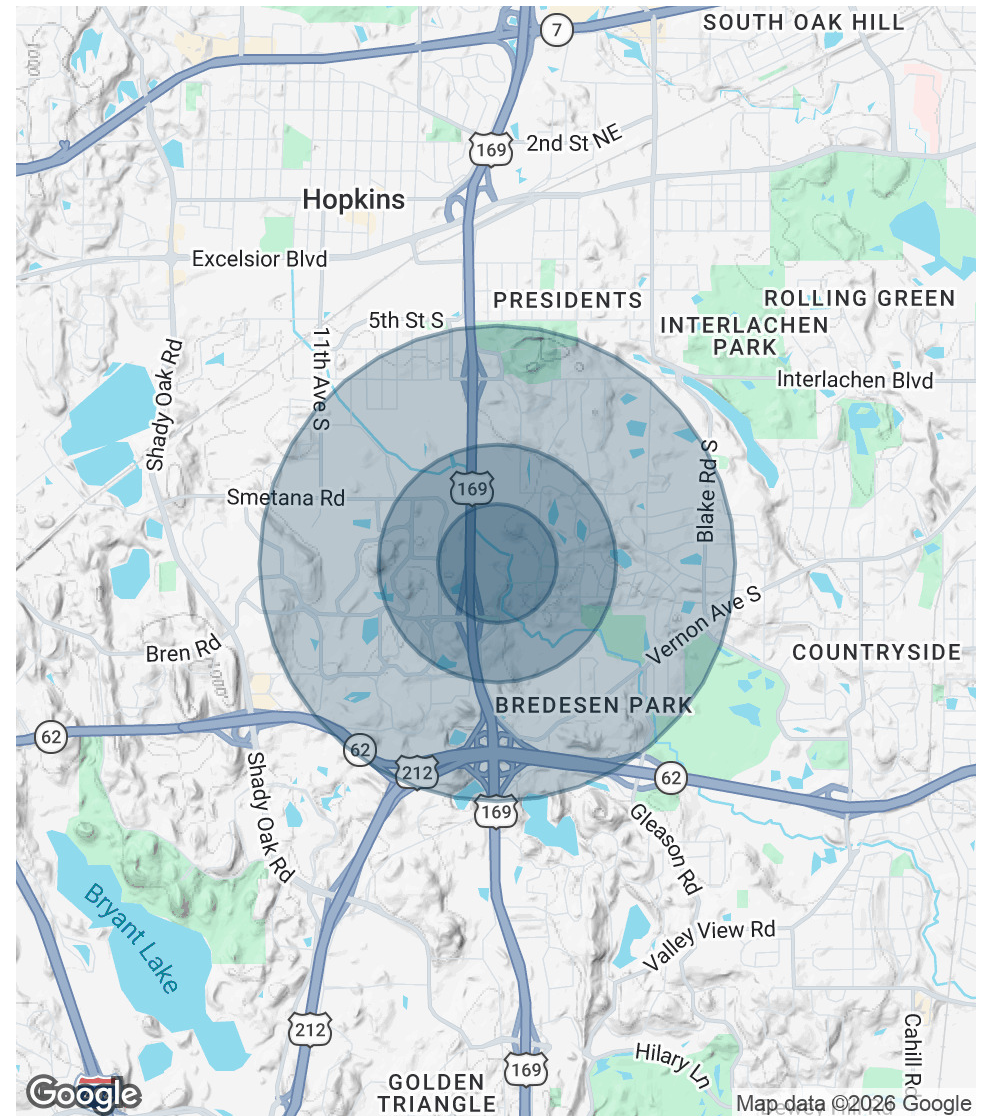 SOUTH OAK HILL
7
169
2nd St NE
Hopkins
Excelsior Blvd
PRESIDENTS
ROLLING GREEN
5th St S
INTERLACHEN
PARK
11th Ave S
Shady Oak Rd
Interlachen Blvd
Blake Rd S
169
Smetana Rd
Vernon Ave S
Bren Rd
COUNTRYSIDE
BREDESEN PARK
62
62
212
62
169
Shady Oak Rd
Gleason Rd
Bryant Lake
Valley View Rd
212
169
Hilary Ln
Cahill Rd
GOLDEN
TRIANGLE
Google
Map data ©2026 Google